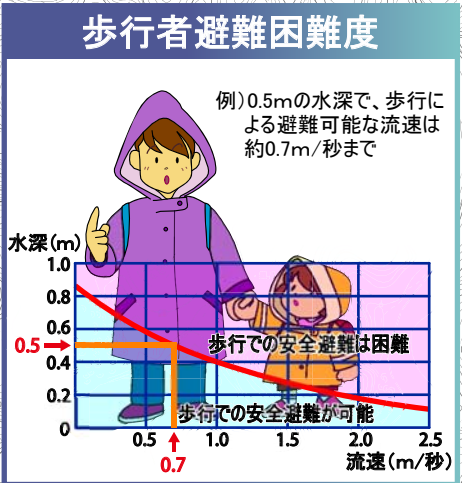 歩行者避難困難度
例)0.5mの水深で、歩行に
よる避難可能な流速は
約0.7m/秒まで
水深(m)
1.0
0.8
0.6
0.5
歩行での安全避難は困難
0.4
0.2
歩行での安全避難が可能
0
0.5
1.0
1.5
2.0
2.5
0.7
流速(m/秒)